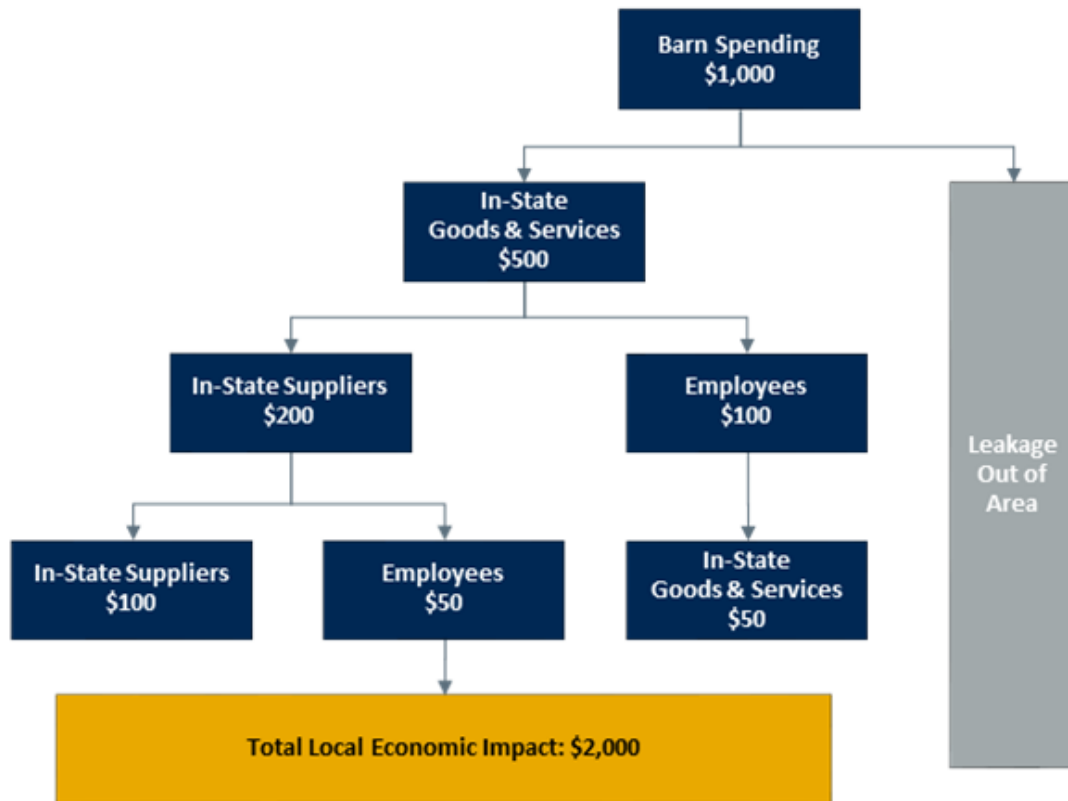 Barn Spending
$1,000
In-State
Goods & Services
$500
In-State Suppliers
$200
Employees
$100
Leakage
Out of
Area
In-State Suppliers
$100
Employees
$50
In-State
Goods & Services
$50
Total Local Economic Impact: $2,000